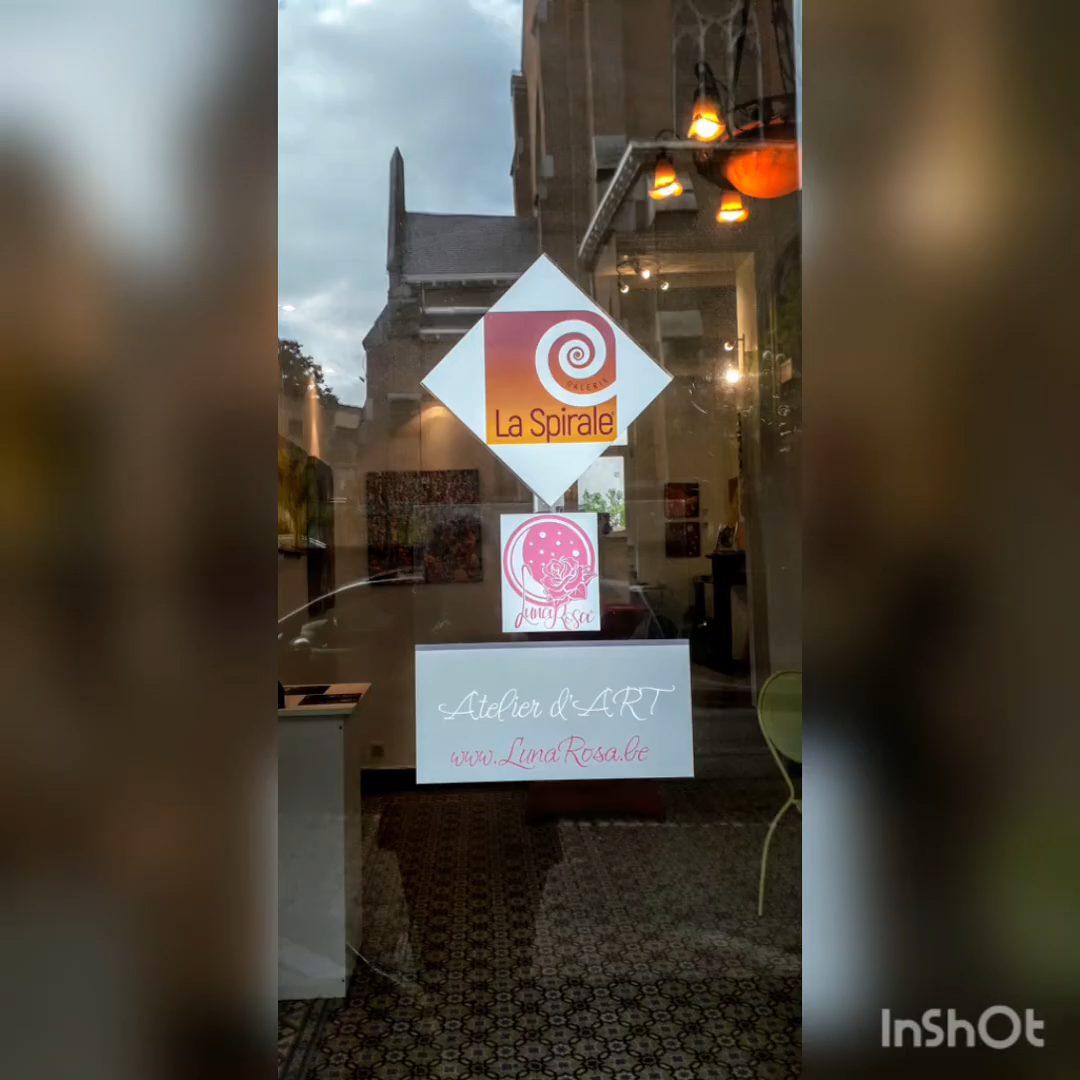 GALERIE
La Spirale
LunaRosa
Atelier d'ART
www.LunaRosa.be
InShOt